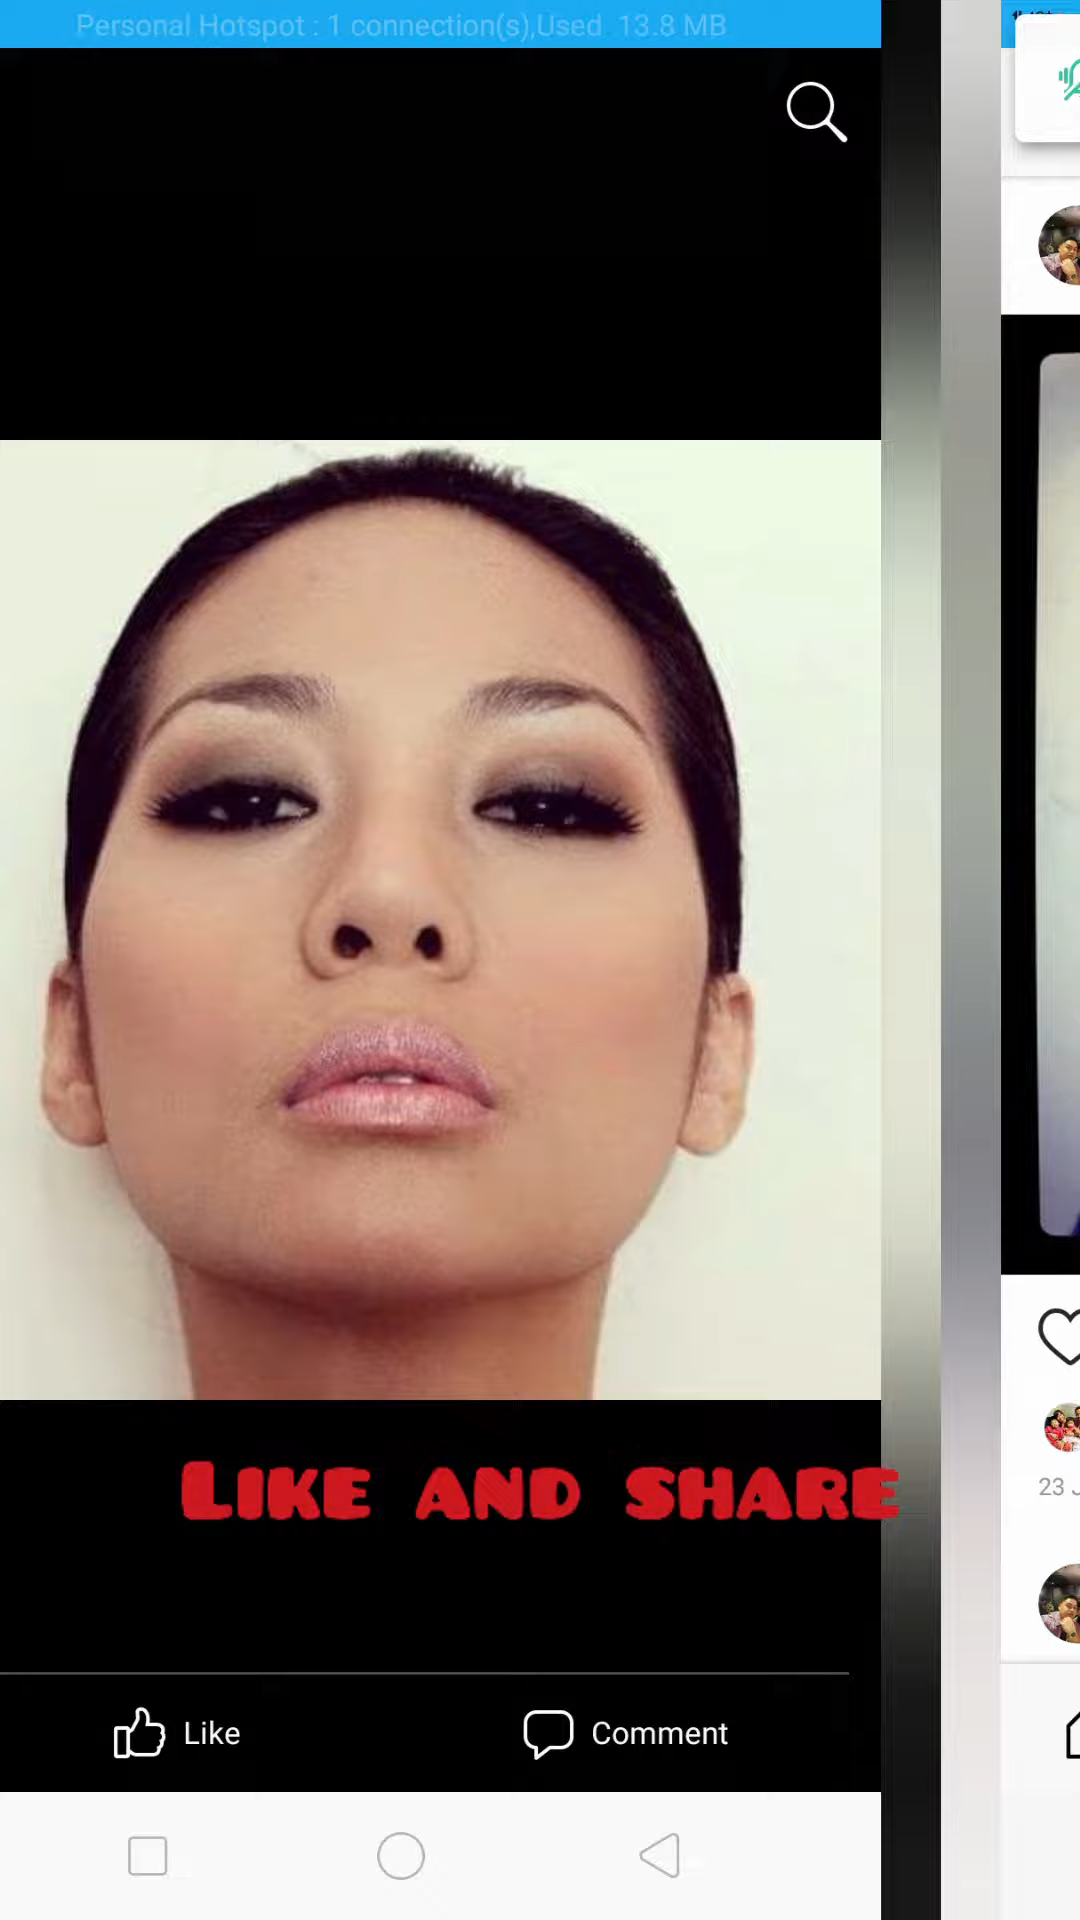 Personal Hotspot : 1 connection(s),Used 13.8 MB
LIKE AND SHARE
23 J
Like
Comment